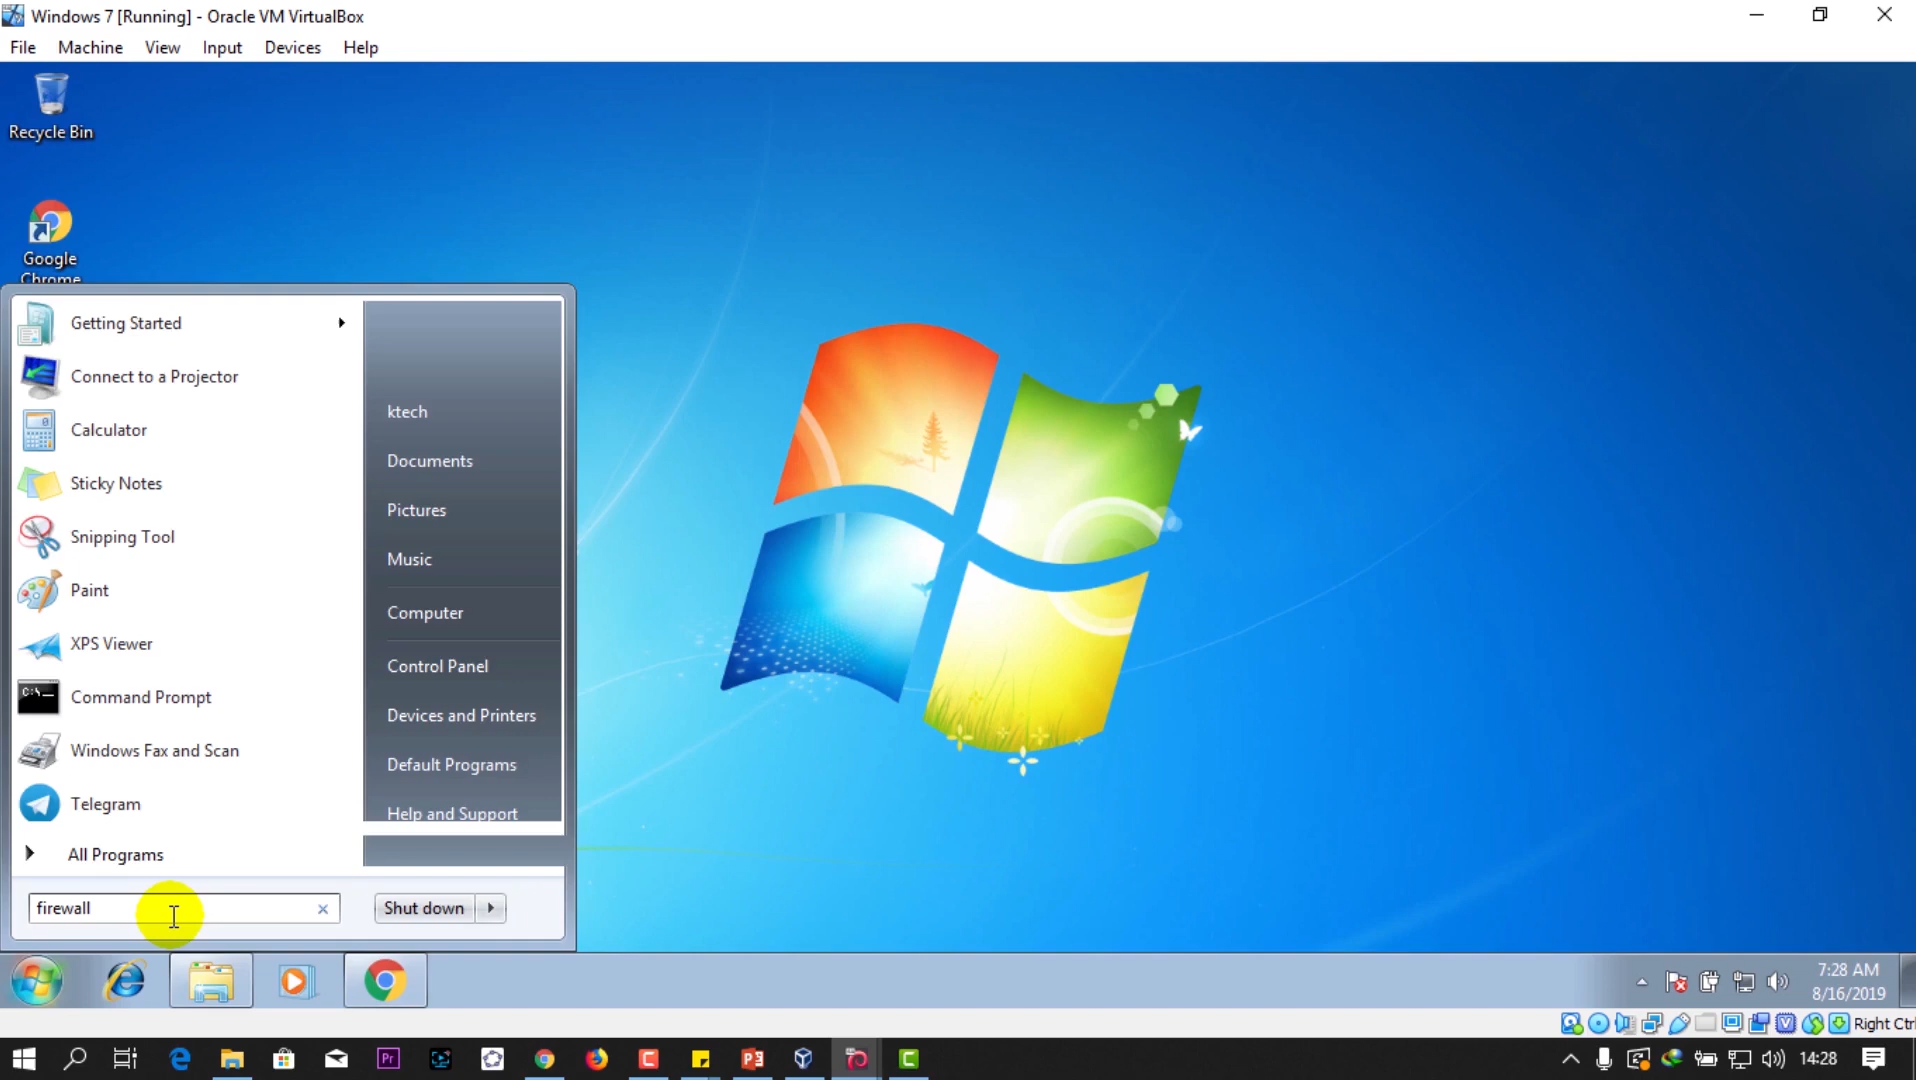 Windows 7 [Running] - Oracle VM VirtualBox
File Machine View Input Devices Help
Recycle Bin
Google
Chrome
Getting Started
Connect to a Projector
Calculator
Sticky Notes
Snipping Tool
Paint
XPS Viewer
Command Prompt
Windows Fax and Scan
Telegram
All Programs
firewall
ktech
Documents
Pictures
Music
Computer
Control Panel
Devices and Printers
Default Programs
Help and Support
Shut down
7:28 AM
8/16/2019
Right Ctrl
14:28